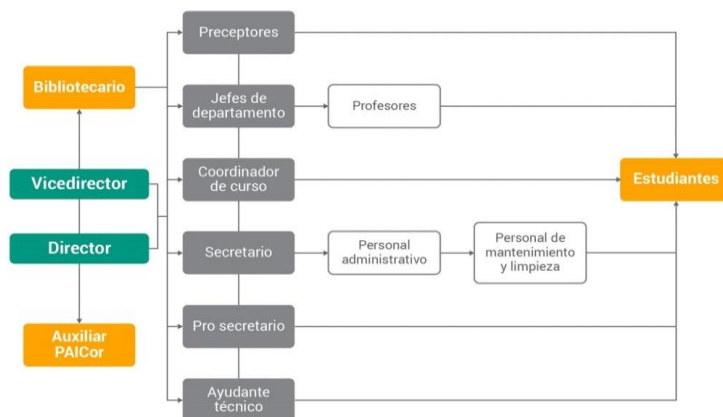 Preceptores
Bibliotecario
Jefes de
departamento
Profesores
Vicedirector
Coordinador
de curso
Estudiantes
Director
Secretario
Personal
administrativo
Personal de
mantenimiento
y limpieza
Auxiliar
PAICor
Pro secretario
Ayudante
técnico